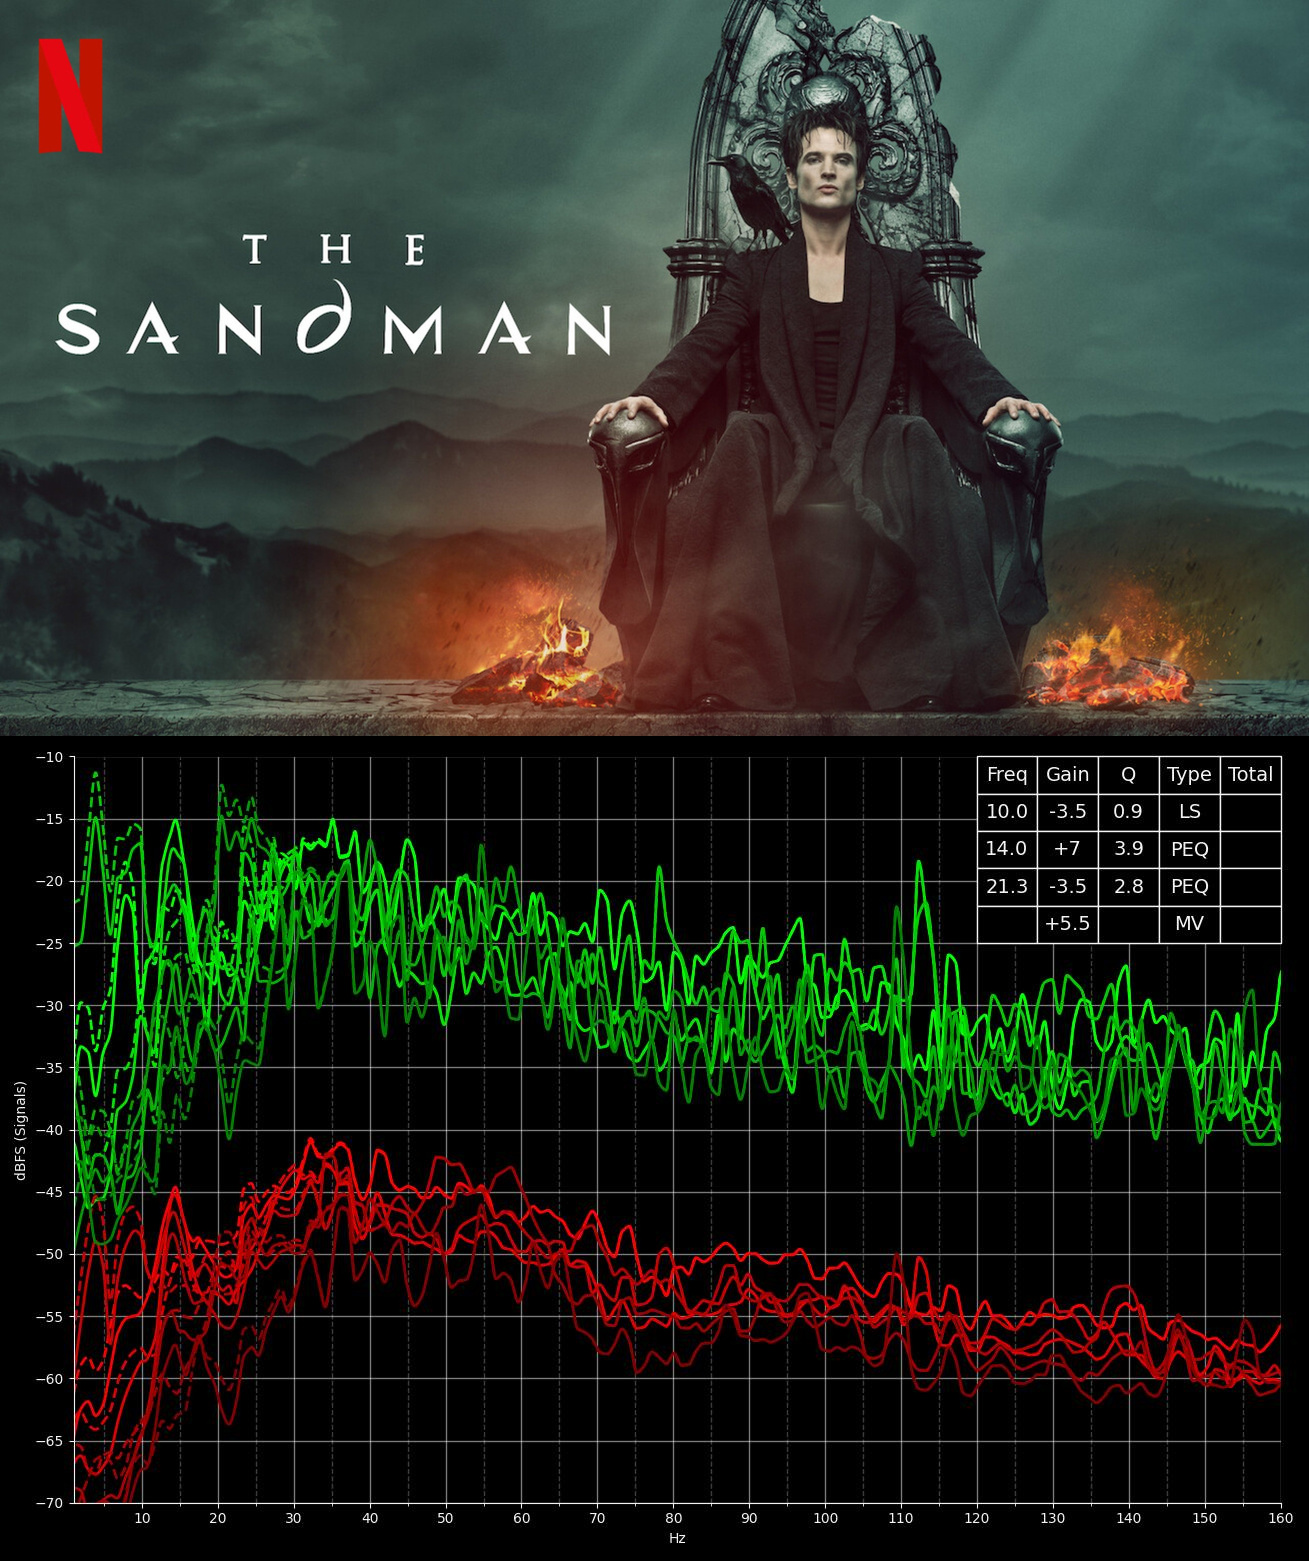 N
THE
SANDMAN
Freq Gain Q Type Total
10.0 -3.5 0.9 LS
14.0 +7 3.9 PEQ
21.3 -3.5 2.8 PEQ
+5.5 MV
−10
−15
−20
−25
−30
−35
−40
−45
−50
−55
−60
−65
−70
dBFS (Signals)
10 20 30 40 50 60 70 80 90 100 110 120 130 140 150 160
Hz